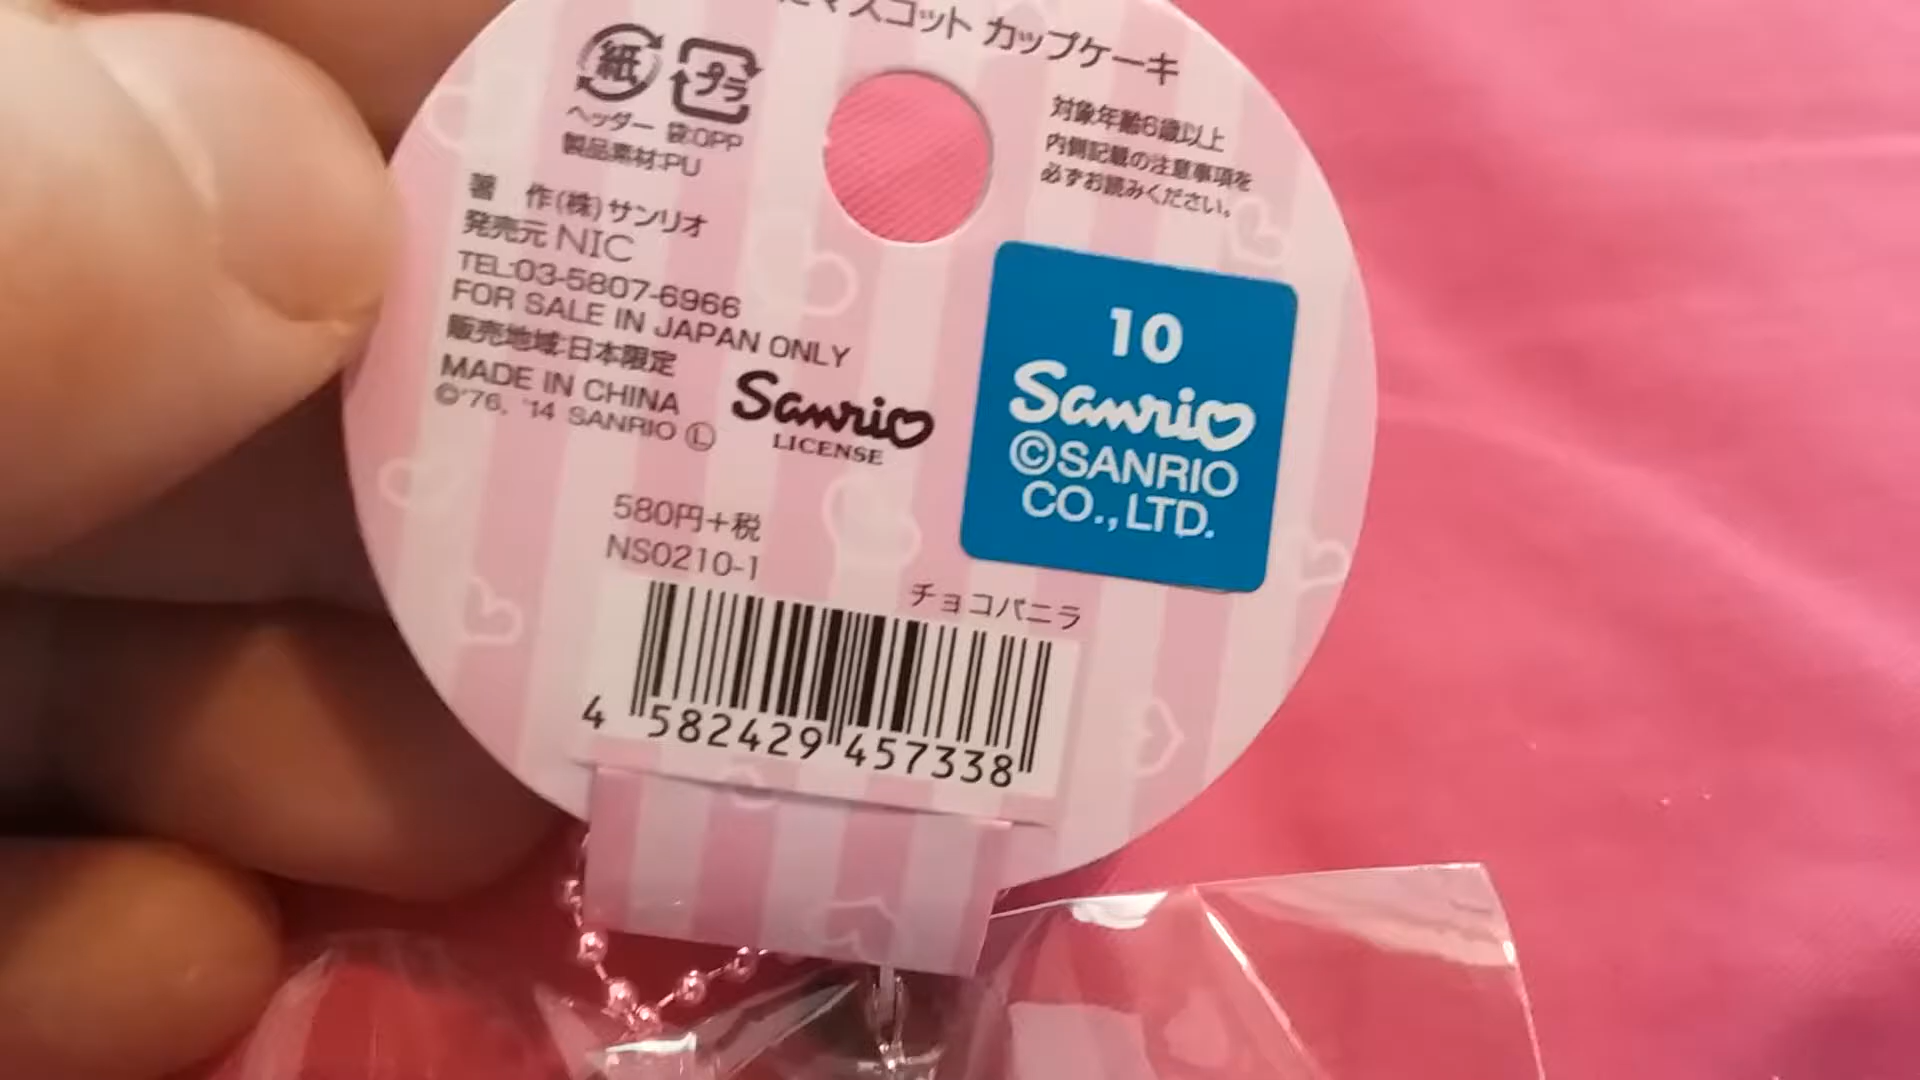 マスコット カップケーキ
紙 プラ
ヘッダー 袋:OPP
製品素材:PU
対象年齢6歳以上
内側記載の注意事項を
必ずお読みください。
著 作(株)サンリオ
発売元 NIC
TEL:03-5807-6966
FOR SALE IN JAPAN ONLY
販売地域:日本限定
MADE IN CHINA
©'76, '14 SANRIO Ⓛ
Sanrio
LICENSE
10
Sanrio
©SANRIO
CO.,LTD.
580円+税
NS0210-1
チョコバニラ
4 582429 457338